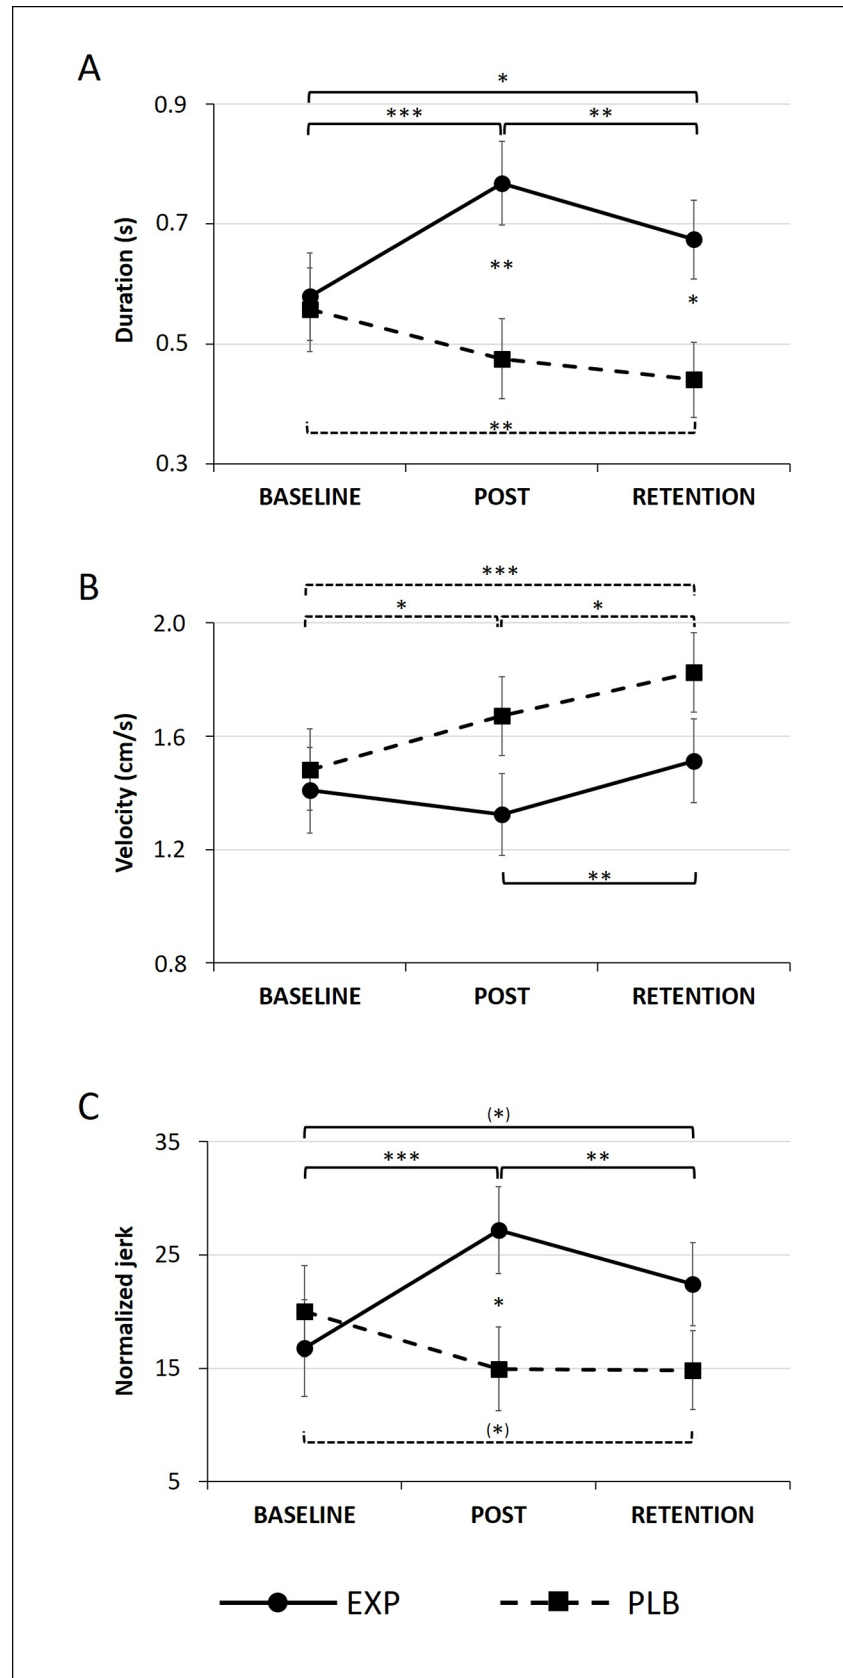 A
*
0.9
*** **
0.7
**
*
0.5
**
0.3
BASELINE POST RETENTION
Duration (s)
B
***
* *
2.0
1.6
1.2
**
0.8
BASELINE POST RETENTION
Velocity (cm/s)
C
(*)
35
*** **
25
*
15
(*)
5
BASELINE POST RETENTION
Normalized jerk
EXP PLB